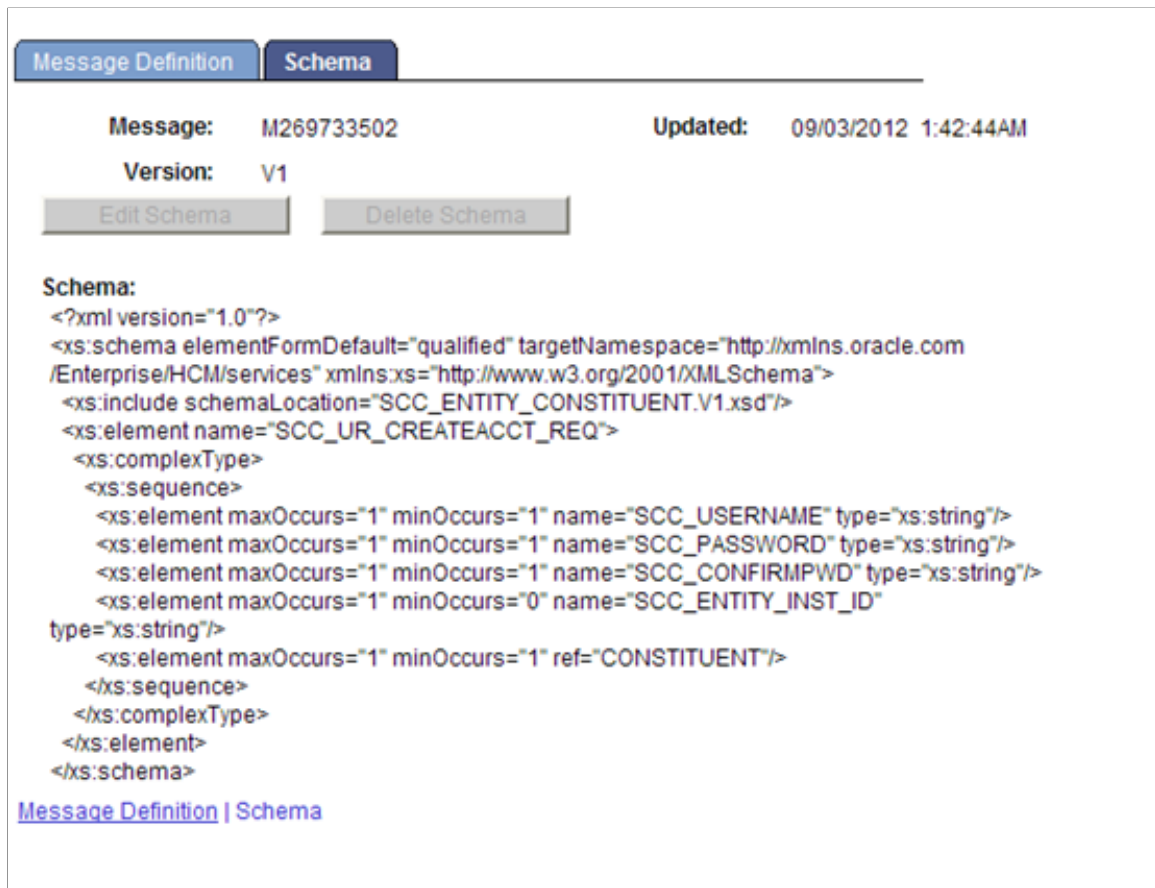 Message Definition Schema
Message: M269733502 Updated: 09/03/2012 1:42:44AM
Version: V1
Edit Schema Delete Schema
Schema:
<?xml version="1.0"?>
<xs:schema elementFormDefault="qualified" targetNamespace="http://xmlns.oracle.com
/Enterprise/HCM/services" xmlns:xs="http://www.w3.org/2001/XMLSchema">
<xs:include schemaLocation="SCC_ENTITY_CONSTITUENT.V1.xsd"/>
<xs:element name="SCC_UR_CREATEACCT_REQ">
<xs:complexType>
<xs:sequence>
<xs:element maxOccurs="1" minOccurs="1" name="SCC_USERNAME" type="xs:string"/>
<xs:element maxOccurs="1" minOccurs="1" name="SCC_PASSWORD" type="xs:string"/>
<xs:element maxOccurs="1" minOccurs="1" name="SCC_CONFIRMPWD" type="xs:string"/>
<xs:element maxOccurs="1" minOccurs="0" name="SCC_ENTITY_INST_ID"
type="xs:string"/>
<xs:element maxOccurs="1" minOccurs="1" ref="CONSTITUENT"/>
</xs:sequence>
</xs:complexType>
</xs:element>
</xs:schema>
Message Definition | Schema